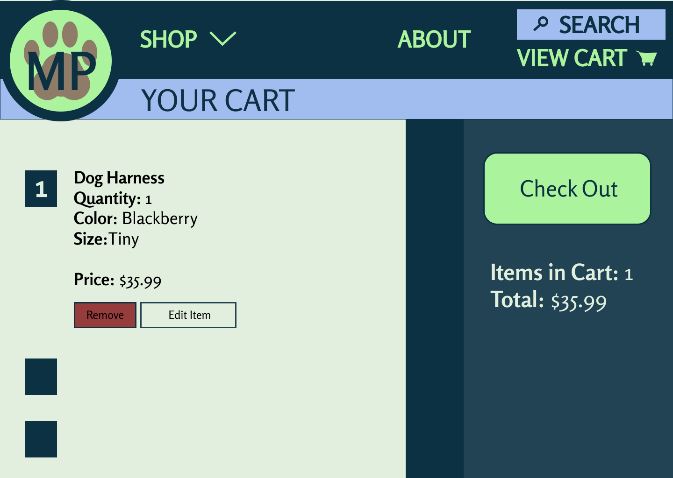 MP
SHOP
ABOUT
SEARCH
VIEW CART
YOUR CART
1
Dog Harness
Quantity: 1
Color: Blackberry
Size:Tiny
Price: $35.99
Remove
Edit Item
Check Out
Items in Cart: 1
Total: $35.99